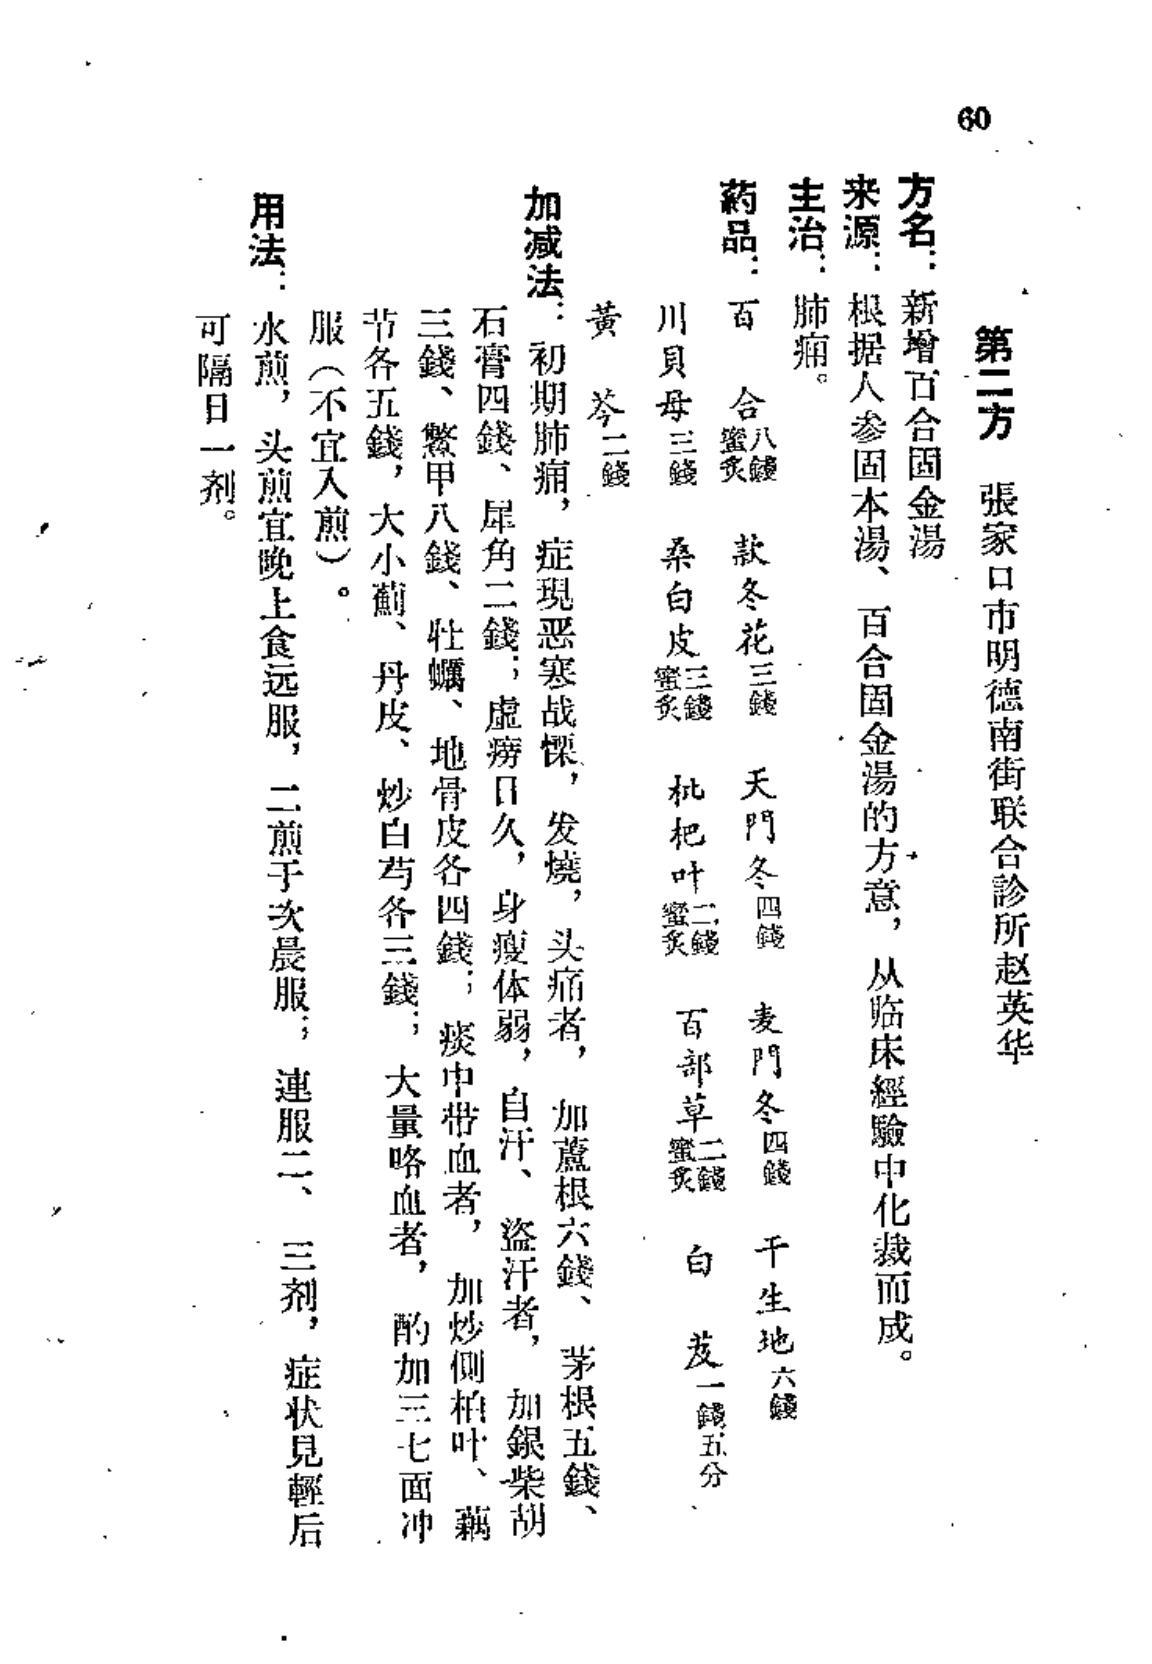 60
第二方　張家口市明德南街联合診所赵英华
方名：新增百合固金湯
来源：根据人参固本湯、百合固金湯的方意，从临床經驗中化裁而成。
主治：肺痈。
药品：百　合八錢蜜炙　款冬花三錢　天門冬四錢　麦門冬四錢　干生地六錢
川貝母三錢　桑白皮三錢蜜炙　枇杷叶二錢蜜炙　百部草二錢蜜炙　白　芨一錢五分
黃　芩二錢
加减法：初期肺痈，症現恶寒战慄，发燒，头痛者，加蘆根六錢、茅根五錢、
石膏四錢、犀角二錢；虛痨日久，身瘦体弱，自汗、盜汗者，加銀柴胡
三錢、鱉甲八錢、牡蠣、地骨皮各四錢；痰中带血者，加炒側柏叶、藕
节各五錢，大小薊、丹皮、炒白芍各三錢；大量咯血者，酌加三七面冲
服（不宜入煎）。
用法：水煎，头煎宜晚上食远服，二煎于次晨服；連服二、三剂，症状見輕后
可隔日一剂。